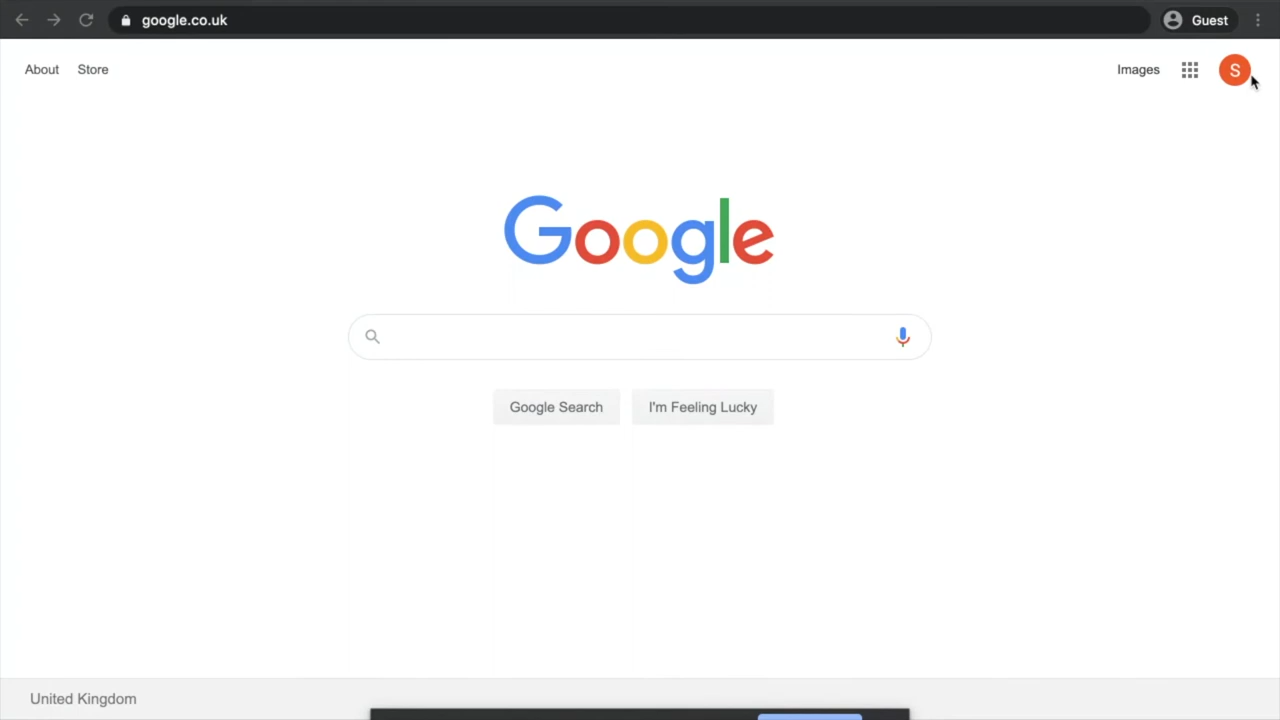 google.co.uk
Guest
About
Store
Images
S
Google
Google Search
I'm Feeling Lucky
United Kingdom